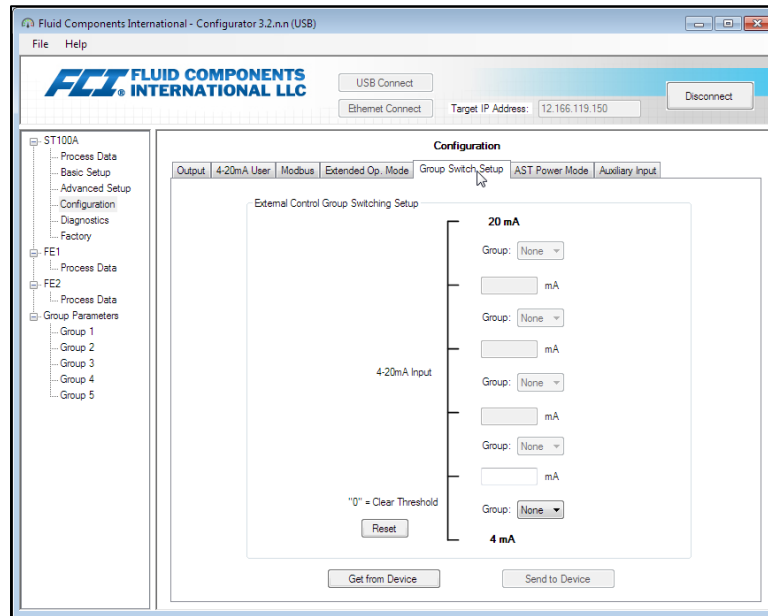 Fluid Components International - Configurator 3.2.n.n (USB)
File Help
FCI. FLUID COMPONENTS
INTERNATIONAL LLC
USB Connect
Ethernet Connect Target IP Address: 12.166.119.150
Disconnect
ST100A
Process Data
Basic Setup
Advanced Setup
Configuration
Diagnostics
Factory
FE1
Process Data
FE2
Process Data
Group Parameters
Group 1
Group 2
Group 3
Group 4
Group 5
Configuration
Output 4-20mA User Modbus Extended Op. Mode Group Switch Setup AST Power Mode Auxiliary Input
External Control Group Switching Setup
20 mA
Group: None
mA
Group: None
mA
4-20mA Input
Group: None
mA
Group: None
mA
"0" = Clear Threshold
Group: None
Reset
4 mA
Get from Device Send to Device